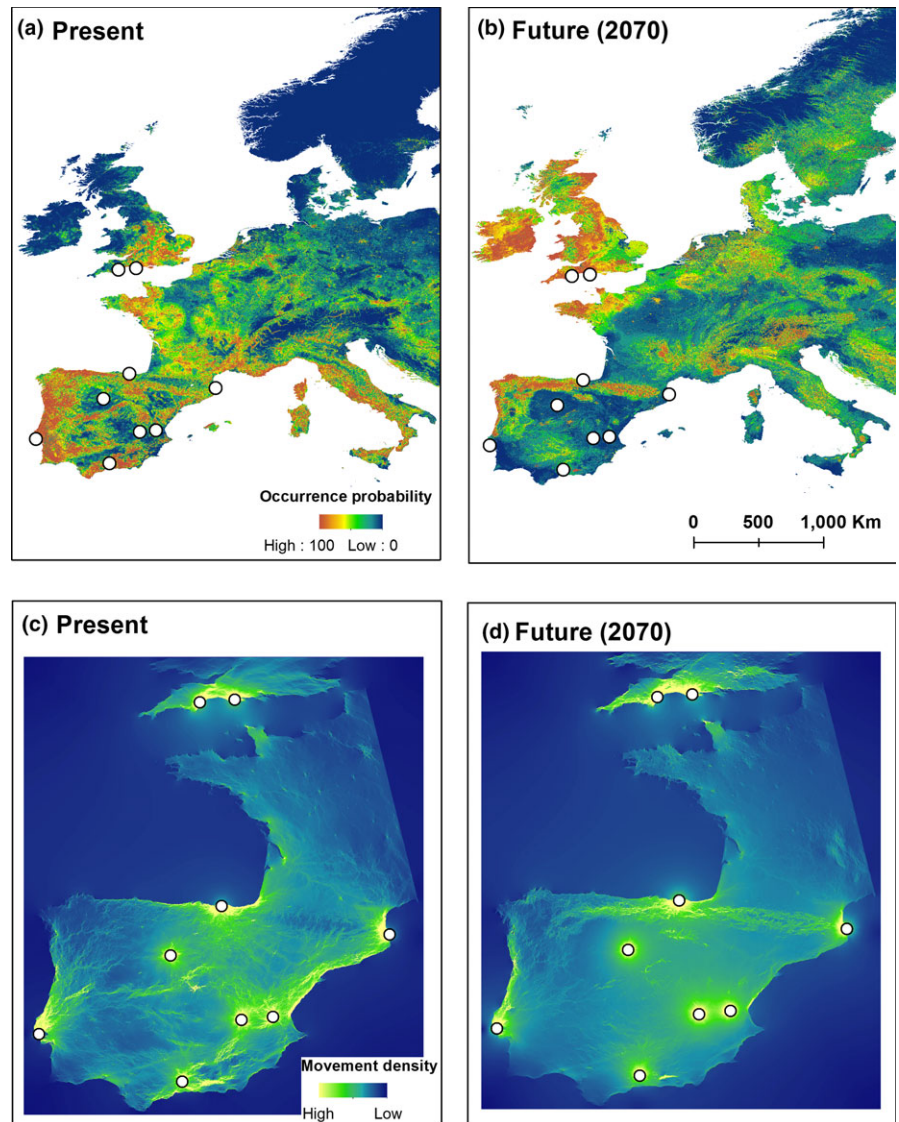 (a) Present
(b) Future (2070)
Occurrence probability
High : 100 Low : 0
0 500 1,000 Km
(c) Present
(d) Future (2070)
Movement density
High Low